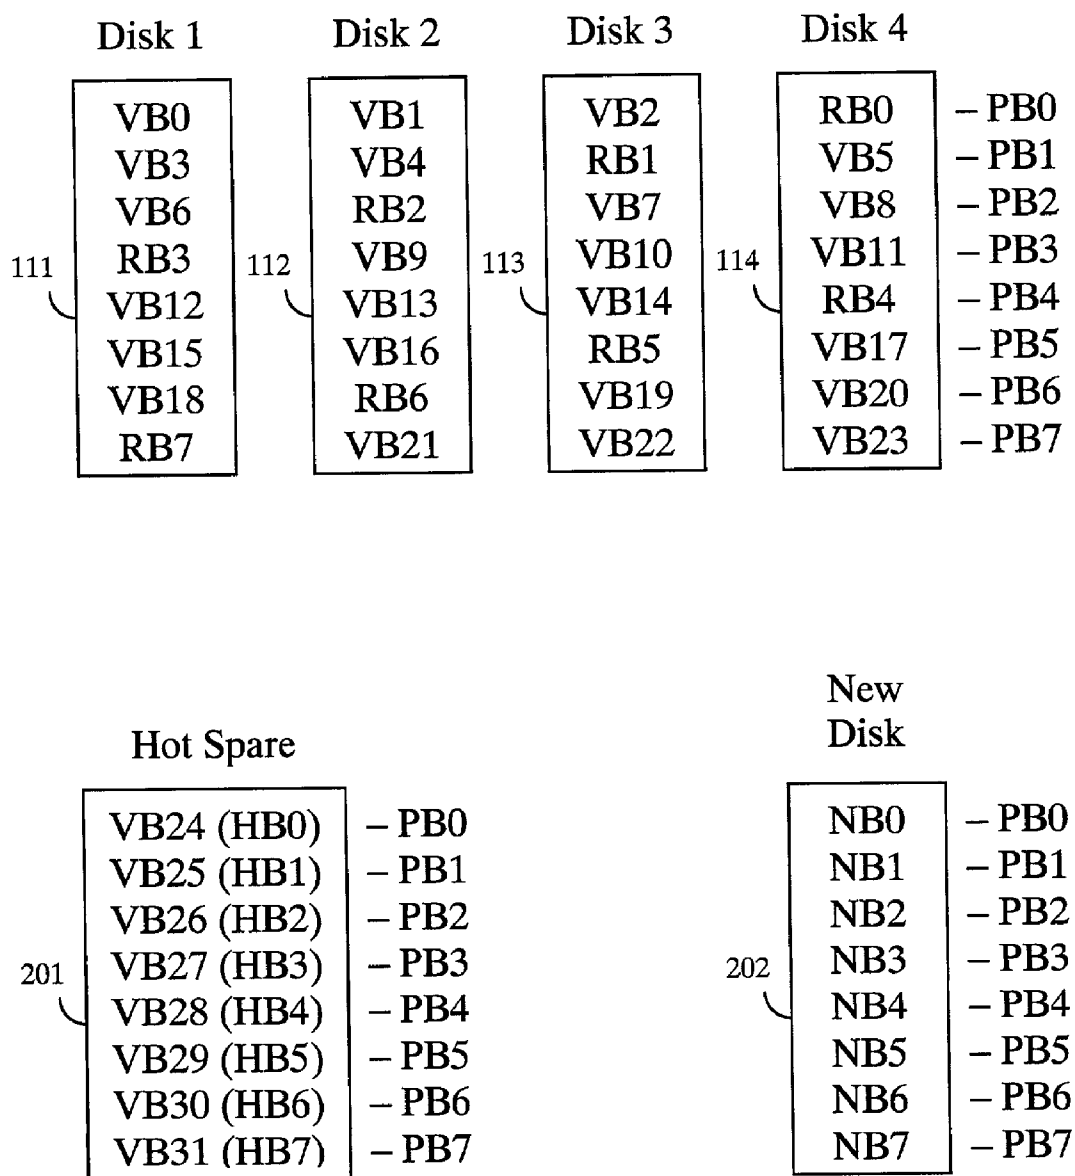 Disk 1 Disk 2 Disk 3 Disk 4
VB0 VB1 VB2 RB0 – PB0
VB3 VB4 RB1 VB5 – PB1
VB6 RB2 VB7 VB8 – PB2
111 RB3 112 VB9 113 VB10 114 VB11 – PB3
VB12 VB13 VB14 RB4 – PB4
VB15 VB16 RB5 VB17 – PB5
VB18 RB6 VB19 VB20 – PB6
RB7 VB21 VB22 VB23 – PB7
Hot Spare
VB24 (HB0) – PB0
VB25 (HB1) – PB1
VB26 (HB2) – PB2
201 VB27 (HB3) – PB3
VB28 (HB4) – PB4
VB29 (HB5) – PB5
VB30 (HB6) – PB6
VB31 (HB7) – PB7
New
Disk
NB0 – PB0
NB1 – PB1
NB2 – PB2
202 NB3 – PB3
NB4 – PB4
NB5 – PB5
NB6 – PB6
NB7 – PB7